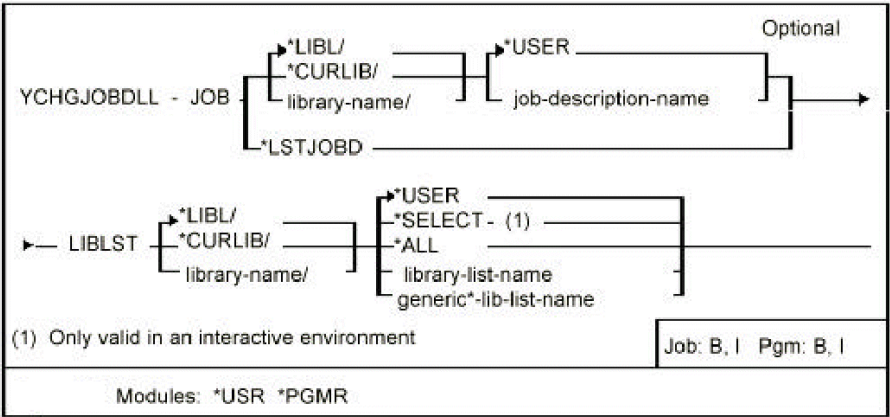 Optional
*LIBL/ *USER
*CURLIB/
YCHGJOBDLL - JOB
library-name/ job-description-name
*LSTJOBD
*USER
*LIBL/ *SELECT - (1)
LIBLST *CURLIB/ *ALL
library-name/ library-list-name
generic*-lib-list-name
(1) Only valid in an interactive environment
Job: B, I Pgm: B, I
Modules: *USR *PGMR